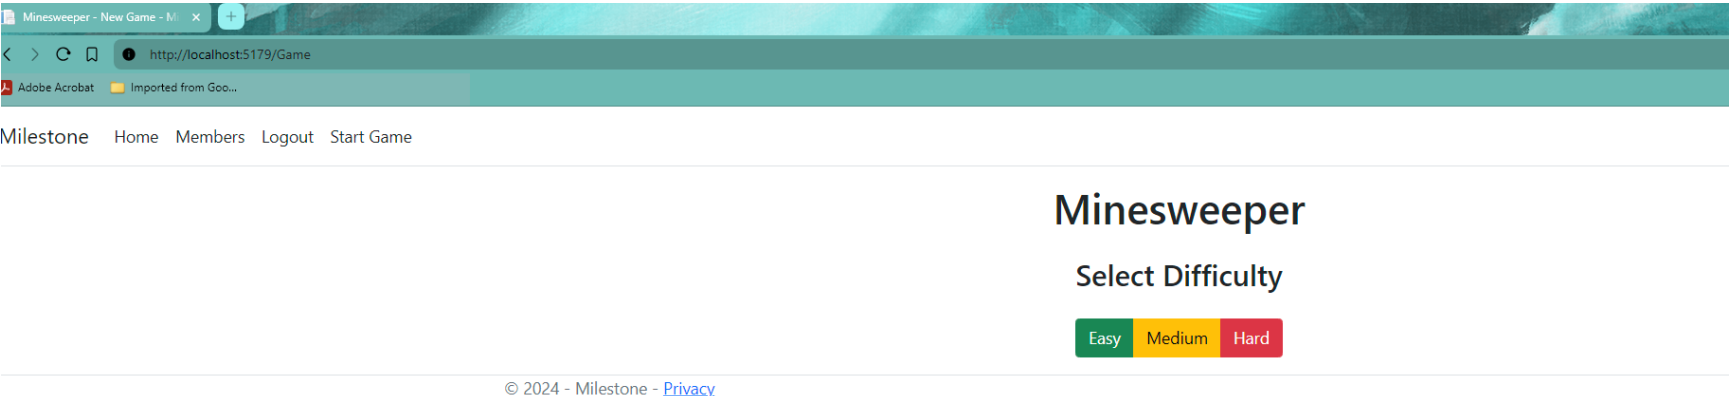 Minesweeper - New Game - Mi
http://localhost:5179/Game
Adobe Acrobat Imported from Goo...
Milestone Home Members Logout Start Game
Minesweeper
Select Difficulty
Easy Medium Hard
© 2024 - Milestone - Privacy